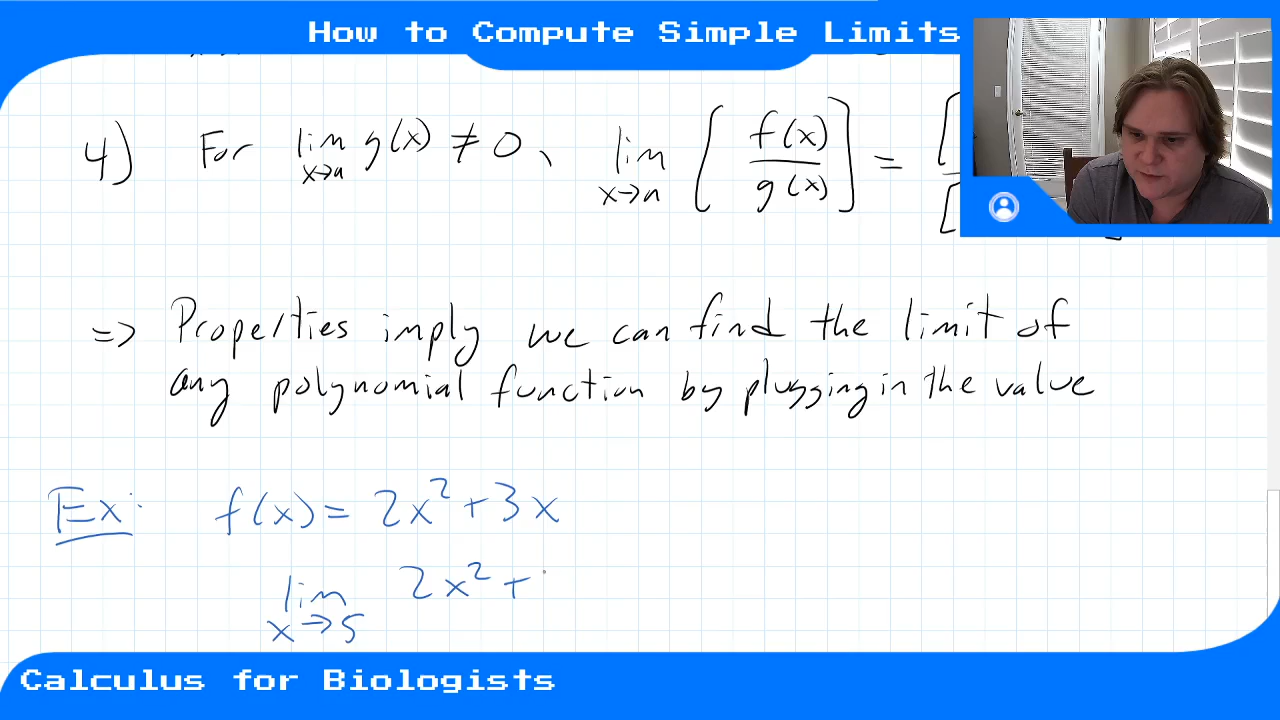 How to Compute Simple Limits
4) For lim x→a g(x) ≠ 0, lim x→a [ f(x) / g(x) ] = [
=> Properties imply we can find the limit of
any polynomial function by plugging in the value
Ex: f(x) = 2x² + 3x
lim x→5 2x² +
Calculus for Biologists